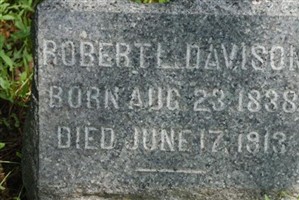 ROBERT L. DAVISON
BORN AUG. 23. 1838
DIED JUNE 17. 1913